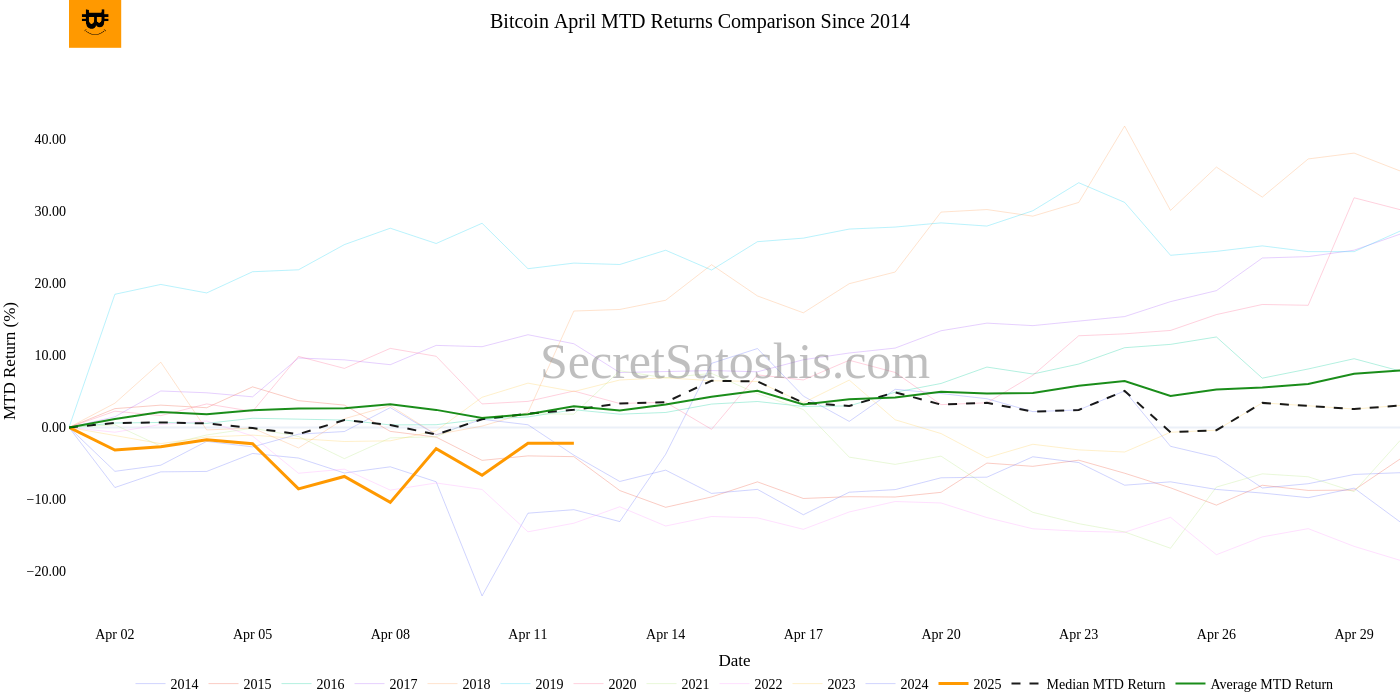 Bitcoin April MTD Returns Comparison Since 2014
40.00
30.00
20.00
10.00
0.00
−10.00
−20.00
MTD Return (%)
SecretSatoshis.com
Apr 02 Apr 05 Apr 08 Apr 11 Apr 14 Apr 17 Apr 20 Apr 23 Apr 26 Apr 29
Date
2014 2015 2016 2017 2018 2019 2020 2021 2022 2023 2024 2025 Median MTD Return Average MTD Return